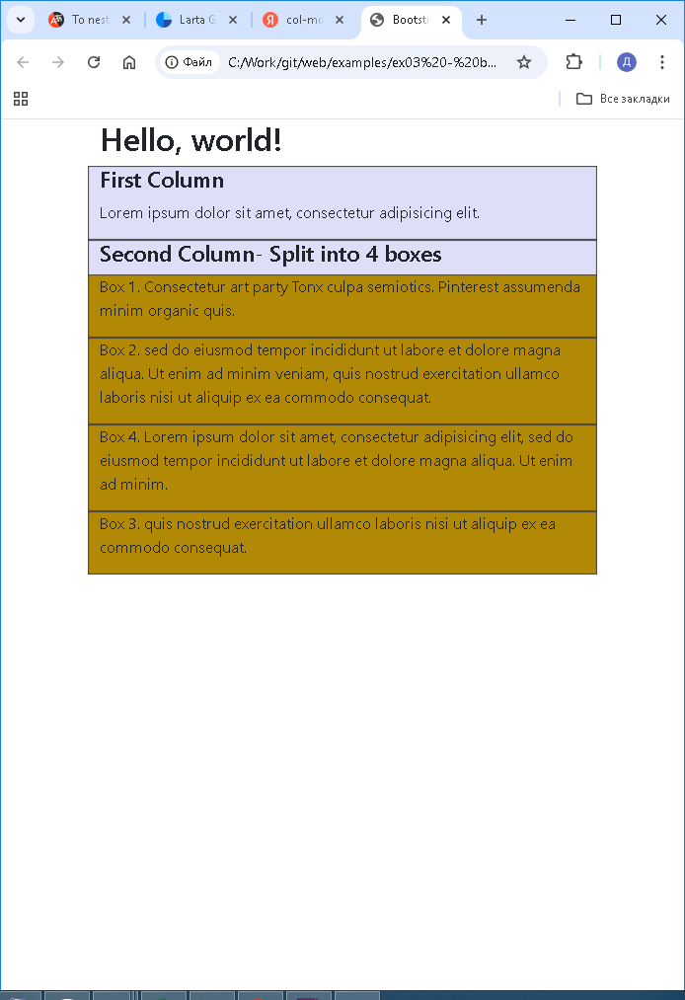 To nest
Larta G
col-mo
Bootstr
Файл
C:/Work/git/web/examples/ex03%20-%20b...
Д
Все закладки
Hello, world!
First Column
Lorem ipsum dolor sit amet, consectetur adipisicing elit.
Second Column- Split into 4 boxes
Box 1. Consectetur art party Tonx culpa semiotics. Pinterest assumenda
minim organic quis.
Box 2. sed do eiusmod tempor incididunt ut labore et dolore magna
aliqua. Ut enim ad minim veniam, quis nostrud exercitation ullamco
laboris nisi ut aliquip ex ea commodo consequat.
Box 4. Lorem ipsum dolor sit amet, consectetur adipisicing elit, sed do
eiusmod tempor incididunt ut labore et dolore magna aliqua. Ut enim
ad minim.
Box 3. quis nostrud exercitation ullamco laboris nisi ut aliquip ex ea
commodo consequat.